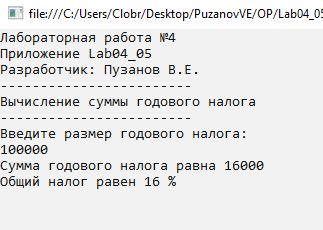 file:///C:/Users/Clobr/Desktop/PuzanovVE/OP/Lab04_05
Лабораторная работа №4
Приложение Lab04_05
Разработчик: Пузанов В.Е.
------------------------
Вычисление суммы годового налога
------------------------
Введите размер годового налога:
100000
Сумма годового налога равна 16000
Общий налог равен 16 %